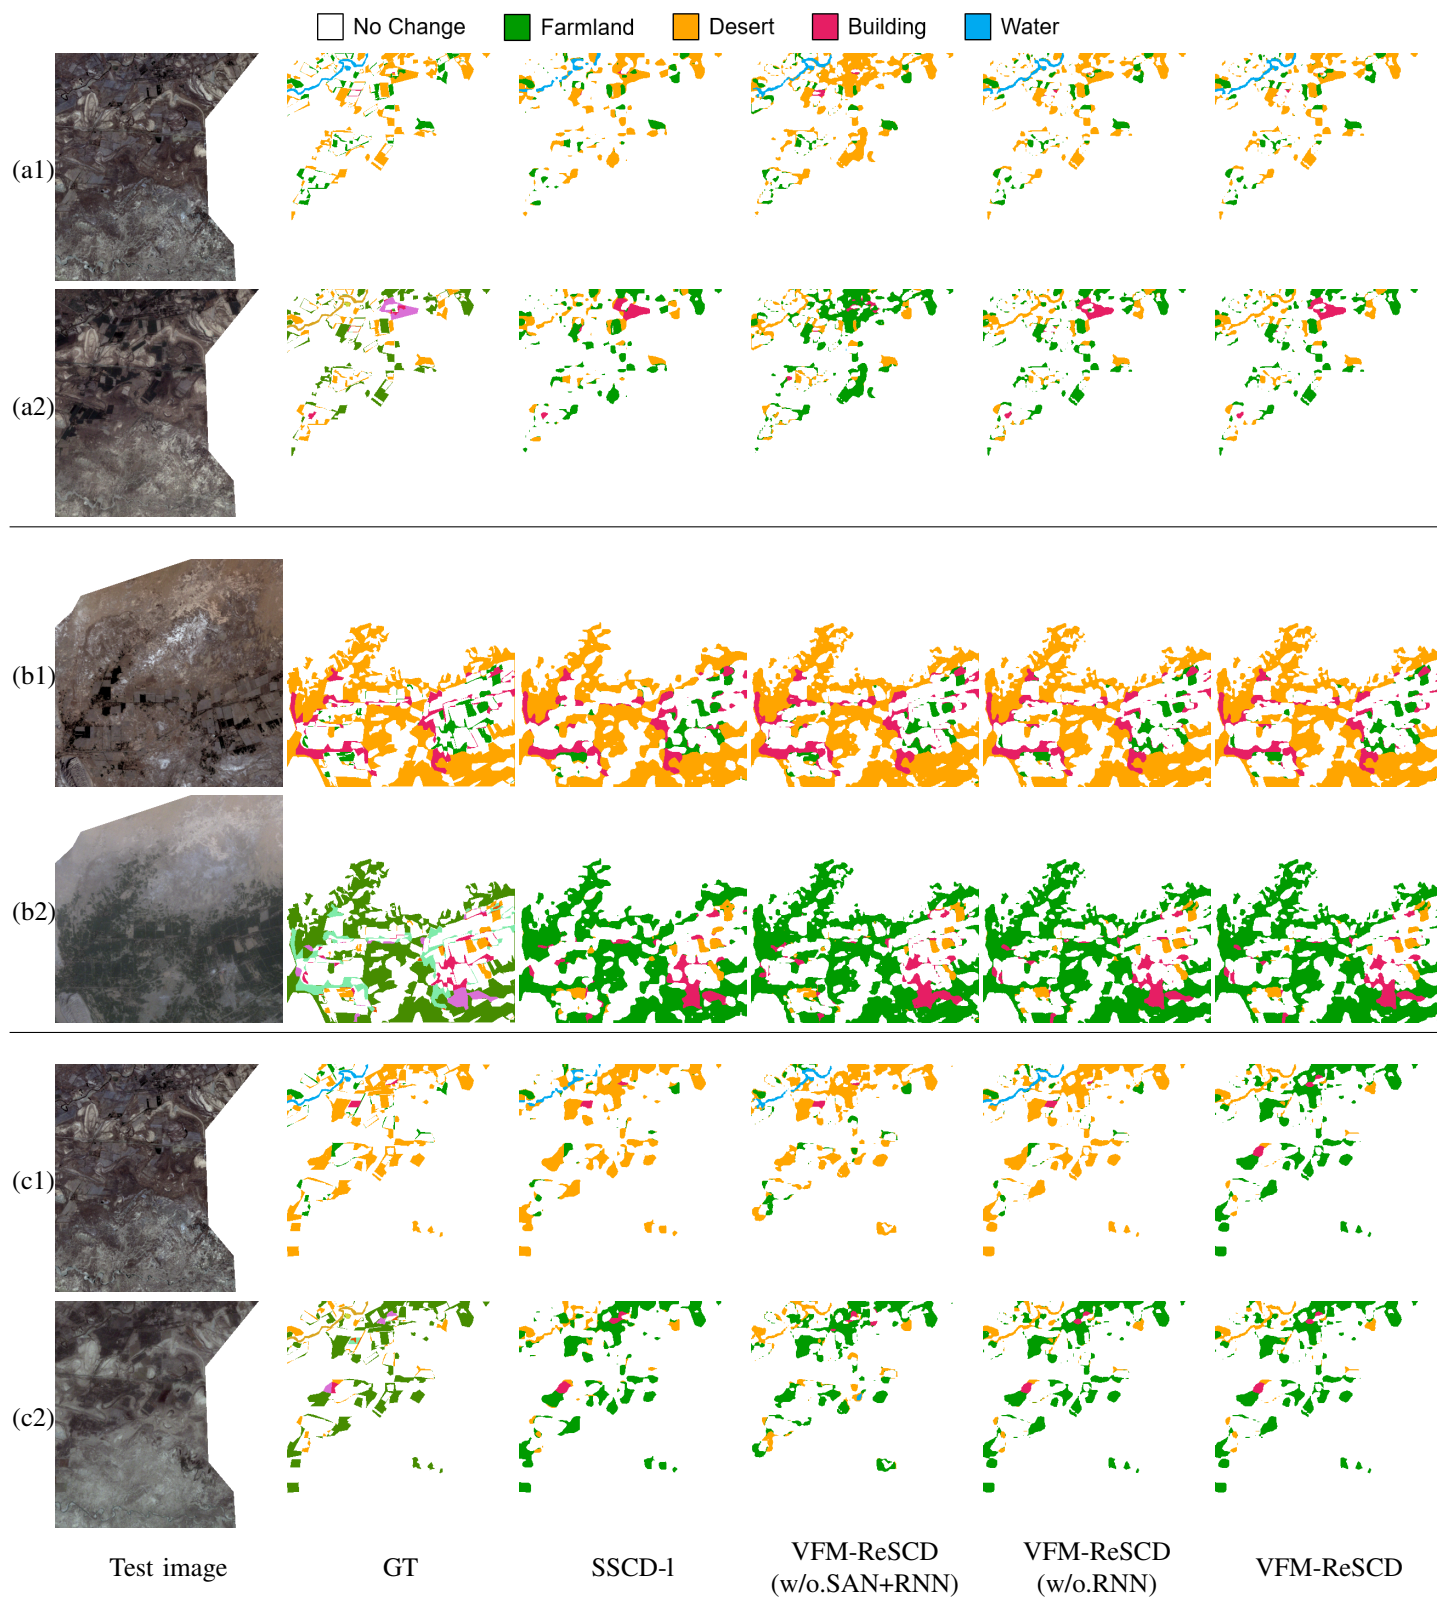 No Change Farmland Desert Building Water
(a1)
(a2)
(b1)
(b2)
(c1)
(c2)
Test image GT SSCD-l VFM-ReSCD (w/o.SAN+RNN) VFM-ReSCD (w/o.RNN) VFM-ReSCD